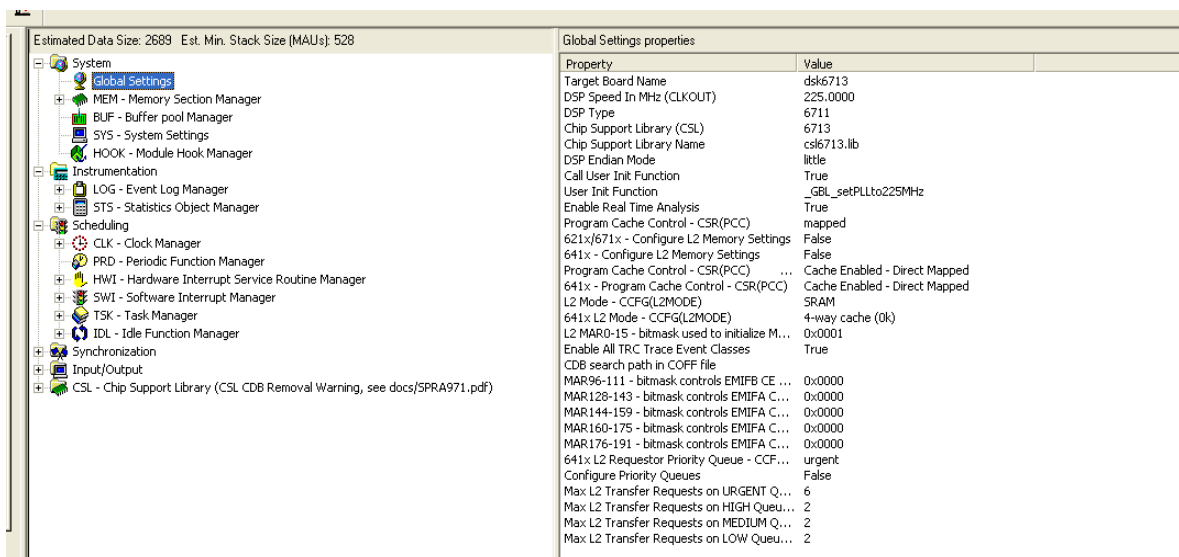 Estimated Data Size: 2689 Est. Min. Stack Size (MAUs): 528
System
Global Settings
MEM - Memory Section Manager
BUF - Buffer pool Manager
SYS - System Settings
HOOK - Module Hook Manager
Instrumentation
LOG - Event Log Manager
STS - Statistics Object Manager
Scheduling
CLK - Clock Manager
PRD - Periodic Function Manager
HWI - Hardware Interrupt Service Routine Manager
SWI - Software Interrupt Manager
TSK - Task Manager
IDL - Idle Function Manager
Synchronization
Input/Output
CSL - Chip Support Library (CSL CDB Removal Warning, see docs/SPRA971.pdf)
Global Settings properties
Property Value
Target Board Name dsk6713
DSP Speed In MHz (CLKOUT) 225.0000
DSP Type 6711
Chip Support Library (CSL) 6713
Chip Support Library Name csl6713.lib
DSP Endian Mode little
Call User Init Function True
User Init Function _GBL_setPLLto225MHz
Enable Real Time Analysis True
Program Cache Control - CSR(PCC) mapped
621x/671x - Configure L2 Memory Settings False
641x - Configure L2 Memory Settings False
Program Cache Control - CSR(PCC) ... Cache Enabled - Direct Mapped
641x - Program Cache Control - CSR(PCC) Cache Enabled - Direct Mapped
L2 Mode - CCFG(L2MODE) SRAM
641x L2 Mode - CCFG(L2MODE) 4-way cache (0k)
L2 MAR0-15 - bitmask used to initialize M... 0x0001
Enable All TRC Trace Event Classes True
CDB search path in COFF file
MAR96-111 - bitmask controls EMIFB CE ... 0x0000
MAR128-143 - bitmask controls EMIFA C... 0x0000
MAR144-159 - bitmask controls EMIFA C... 0x0000
MAR160-175 - bitmask controls EMIFA C... 0x0000
MAR176-191 - bitmask controls EMIFA C... 0x0000
641x L2 Requestor Priority Queue - CCF... urgent
Configure Priority Queues False
Max L2 Transfer Requests on URGENT Q... 6
Max L2 Transfer Requests on HIGH Queu... 2
Max L2 Transfer Requests on MEDIUM Q... 2
Max L2 Transfer Requests on LOW Queu... 2